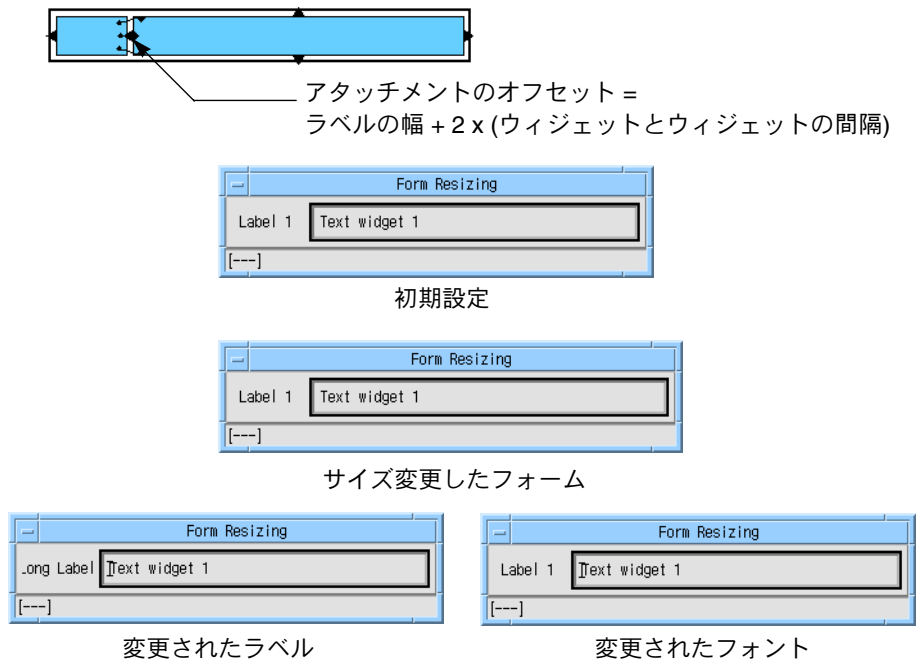 アタッチメントのオフセット =
ラベルの幅 + 2 x (ウィジェットとウィジェットの間隔)
Form Resizing
Label 1 Text widget 1
[---]
初期設定
Form Resizing
Label 1 Text widget 1
[---]
サイズ変更したフォーム
Form Resizing
ong Label Text widget 1
[---]
変更されたラベル
Form Resizing
Label 1 Text widget 1
[---]
変更されたフォント